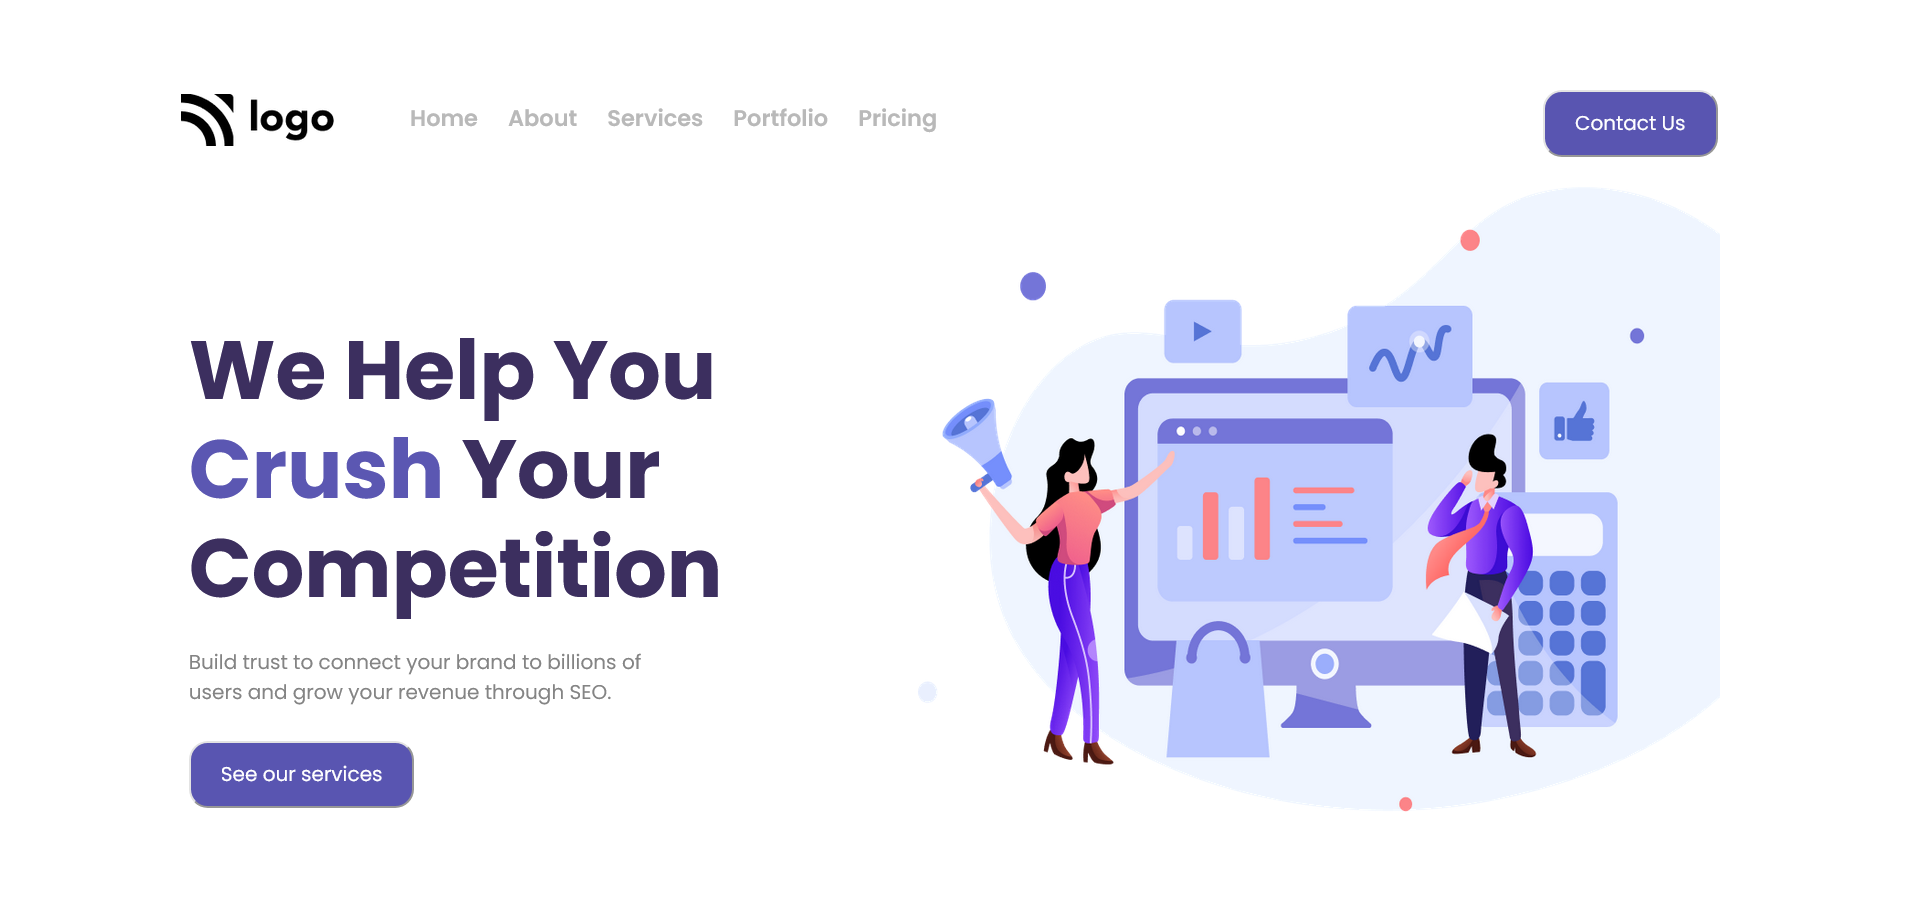 logo
Home About Services Portfolio Pricing
Contact Us
We Help You
Crush Your
Competition
Build trust to connect your brand to billions of
users and grow your revenue through SEO.
See our services